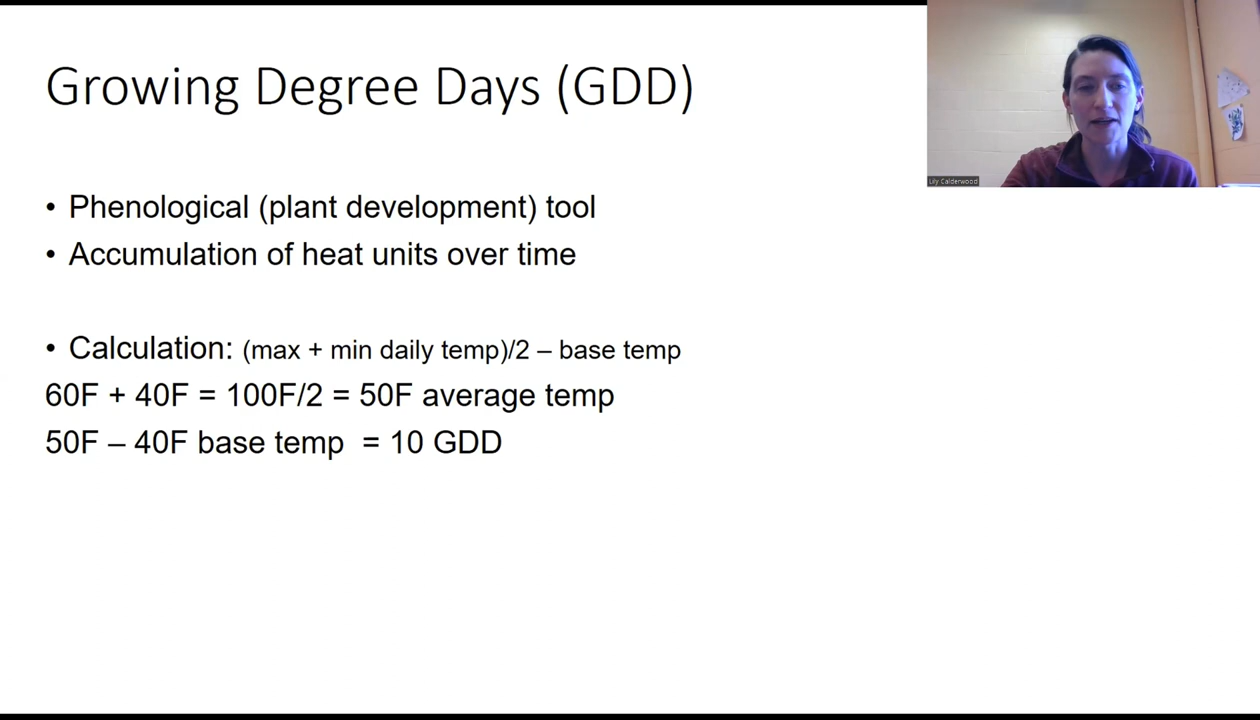 Growing Degree Days (GDD)
• Phenological (plant development) tool
• Accumulation of heat units over time
• Calculation: (max + min daily temp)/2 – base temp
60F + 40F = 100F/2 = 50F average temp
50F – 40F base temp = 10 GDD
Lily Calderwood